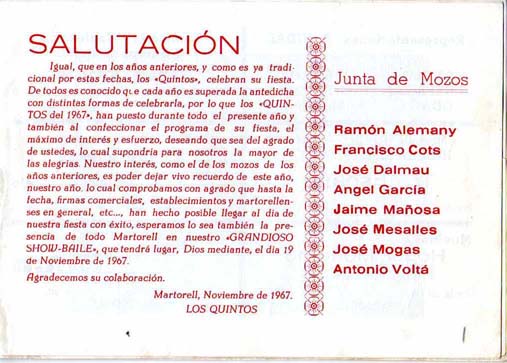 SALUTACIÓN
Igual, que en los años anteriores, y como es ya tradi-
cional por estas fechas, los «Quintos», celebran su fiesta.
De todos es conocido que cada año es superada la antedicha
con distintas formas de celebrarla, por lo que los «QUIN-
TOS del 1967», han puesto durante todo el presente año y
también al confeccionar el programa de su fiesta, el
máximo de interés y esfuerzo, deseando que sea del agrado
de ustedes, lo cual supondría para nosotros la mayor de
las alegrias. Nuestro interés, como el de los mozos de los
años anteriores, es poder dejar vivo recuerdo de este año,
nuestro año. lo cual comprobamos con agrado que hasta la
fecha, firmas comerciales, establecimientos y martorellen-
ses en general, etc..., han hecho posible llegar al dia de
nuestra fiesta con éxito, esperamos lo sea también la pre-
sencia de todo Martorell en nuestro «GRANDIOSO
SHOW-BAILE», que tendrá lugar, Dios mediante, el dia 19
de Noviembre de 1967.
Agradecemos su colaboración.
Martorell, Noviembre de 1967.
LOS QUINTOS
Junta de Mozos
Ramón Alemany
Francisco Cots
José Dalmau
Angel García
Jaime Mañosa
José Mesalles
José Mogas
Antonio Voltá